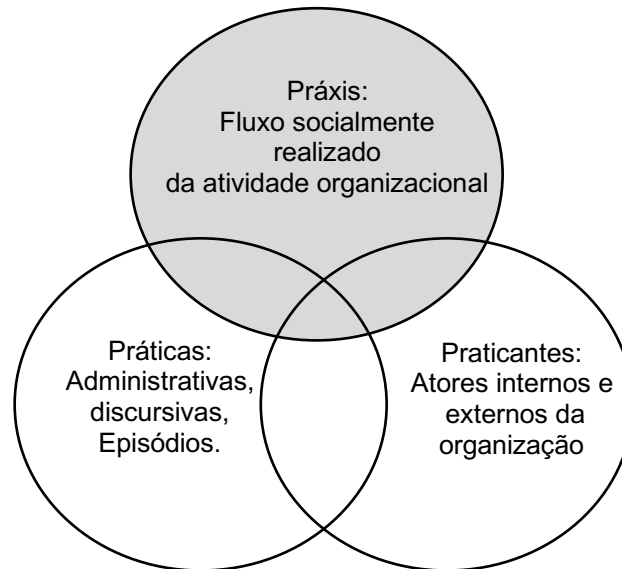 Práxis:
Fluxo socialmente
realizado
da atividade organizacional
Práticas:
Administrativas,
discursivas,
Episódios.
Praticantes:
Atores internos e
externos da
organização